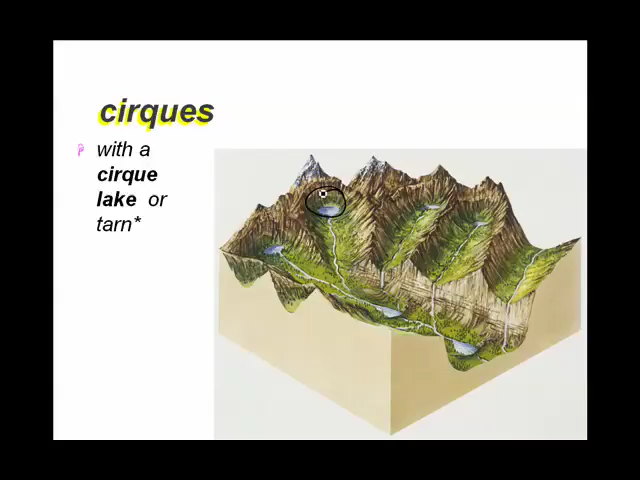 cirques
with a
cirque
lake or
tarn*